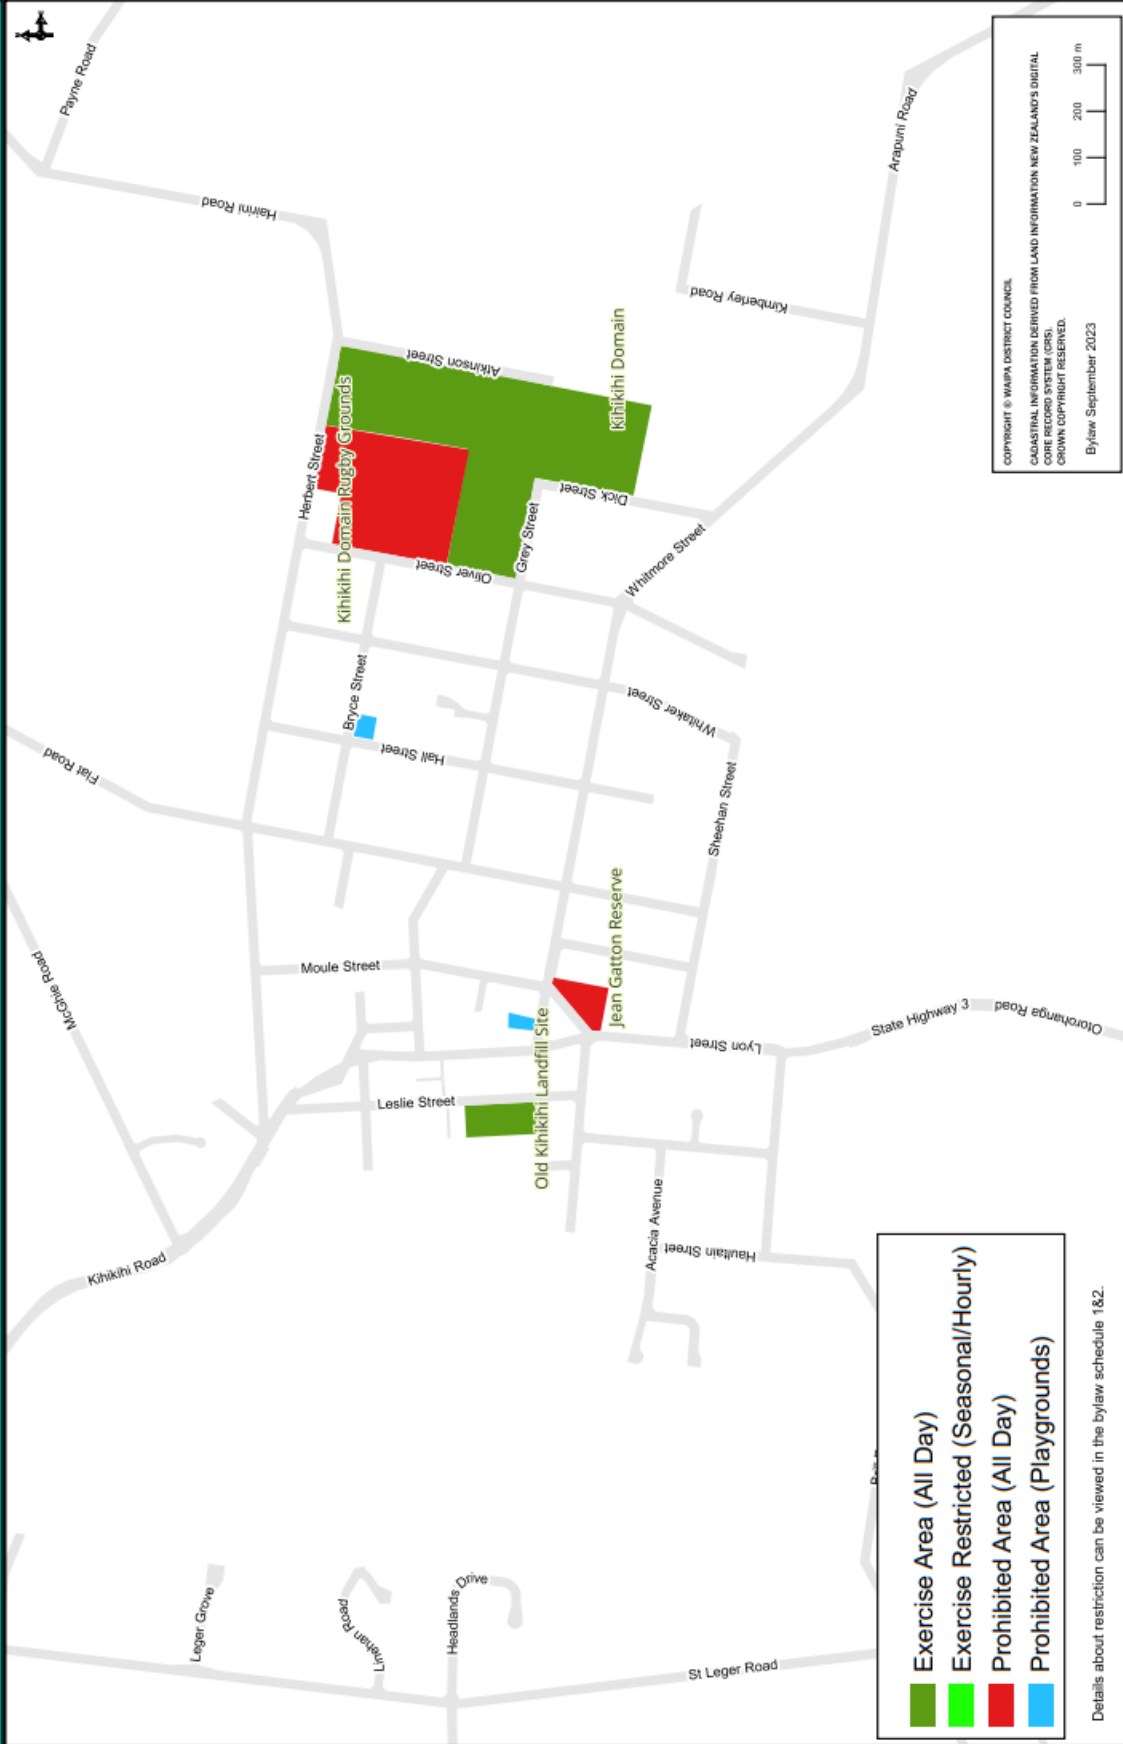 Payne Road
Hairini Road
Arapuni Road
Kimberley Road
Atkinson Street
Kihikihi Domain
Kihikihi Domain Rugby Grounds
Herbert Street
Dick Street
Grey Street
Oliver Street
Whitmore Street
Bryce Street
Whitaker Street
Hall Street
Flat Road
Sheehan Street
Jean Gatton Reserve
Moule Street
McGhie Road
State Highway 3
Otorohanga Road
Lyon Street
Old Kihikihi Landfill Site
Leslie Street
Acacia Avenue
Haultain Street
Kihikihi Road
Leger Grove
Linehan Road
Headlands Drive
St Leger Road
Exercise Area (All Day)
Exercise Restricted (Seasonal/Hourly)
Prohibited Area (All Day)
Prohibited Area (Playgrounds)
Details about restriction can be viewed in the bylaw schedule 1&2.
COPYRIGHT © WAIPA DISTRICT COUNCIL
CADASTRAL INFORMATION DERIVED FROM LAND INFORMATION NEW ZEALAND'S DIGITAL
CORE RECORD SYSTEM (CRS).
CROWN COPYRIGHT RESERVED.
0 100 200 300 m
Bylaw September 2023